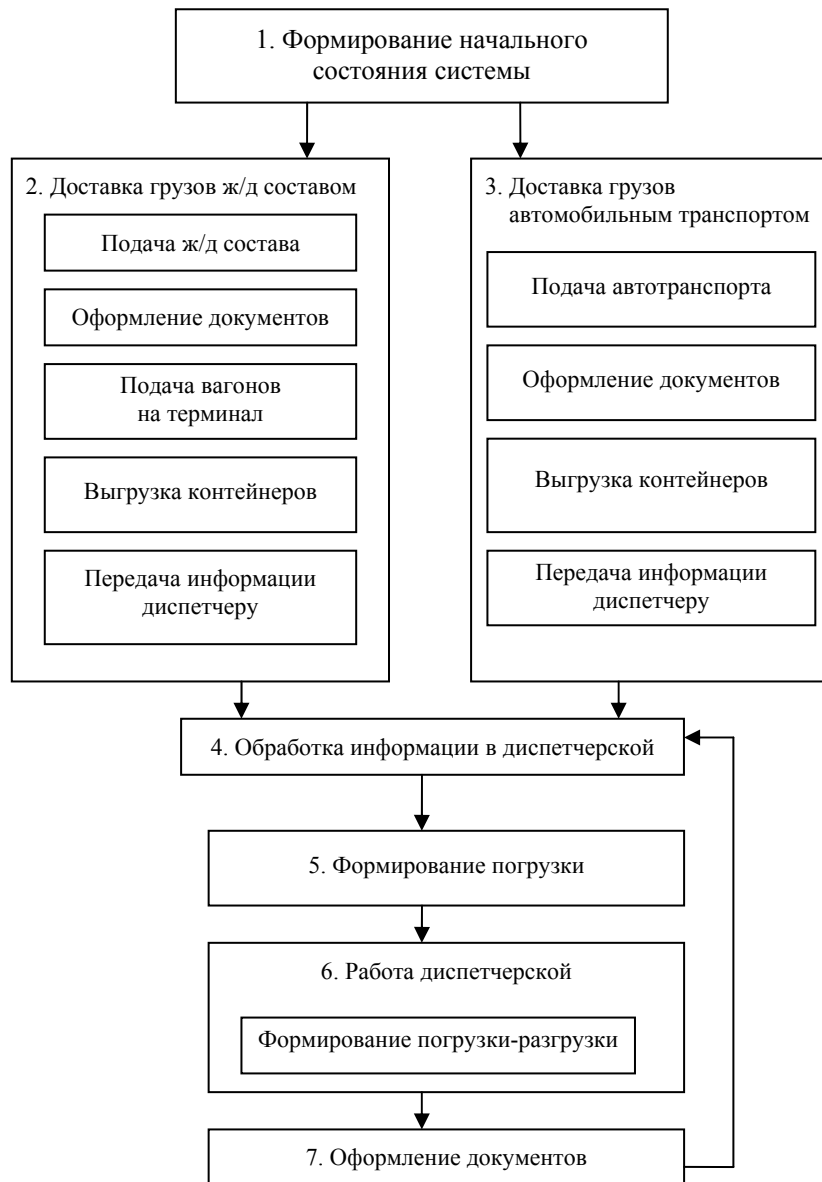 1. Формирование начального
состояния системы
2. Доставка грузов ж/д составом
Подача ж/д состава
Оформление документов
Подача вагонов
на терминал
Выгрузка контейнеров
Передача информации
диспетчеру
3. Доставка грузов
автомобильным транспортом
Подача автотранспорта
Оформление документов
Выгрузка контейнеров
Передача информации
диспетчеру
4. Обработка информации в диспетчерской
5. Формирование погрузки
6. Работа диспетчерской
Формирование погрузки-разгрузки
7. Оформление документов